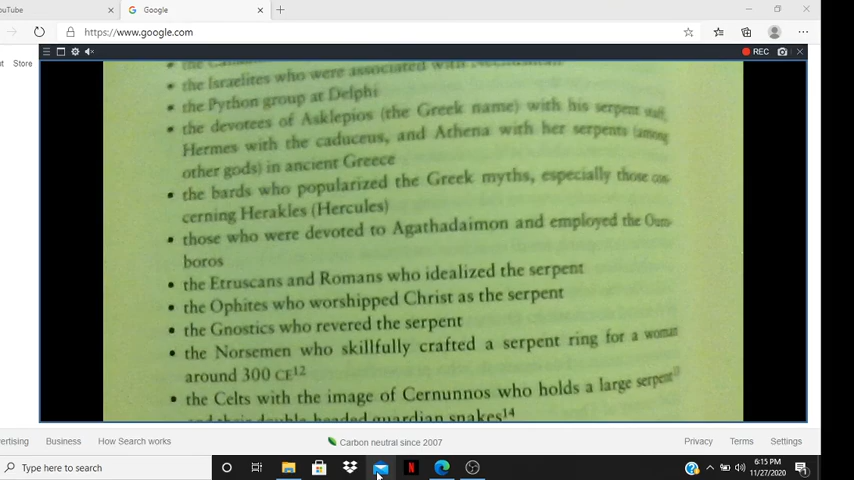 YouTube
Google
https://www.google.com
Store
REC
the Israelites who were associated with
the Python group at Delphi
the devotees of Asklepios (the Greek name) with his serpent staff,
Hermes with the caduceus, and Athena with her serpents (among
other gods) in ancient Greece
the bards who popularized the Greek myths, especially those con-
cerning Herakles (Hercules)
those who were devoted to Agathadaimon and employed the Ouro-
boros
the Etruscans and Romans who idealized the serpent
the Ophites who worshipped Christ as the serpent
the Gnostics who revered the serpent
the Norsemen who skillfully crafted a serpent ring for a woman
around 300 CE12
the Celts with the image of Cernunnos who holds a large serpent13
and their double-headed guardian snakes14
Business How Search works Carbon neutral since 2007 Privacy Terms Settings
Type here to search
6:15 PM
11/27/2020